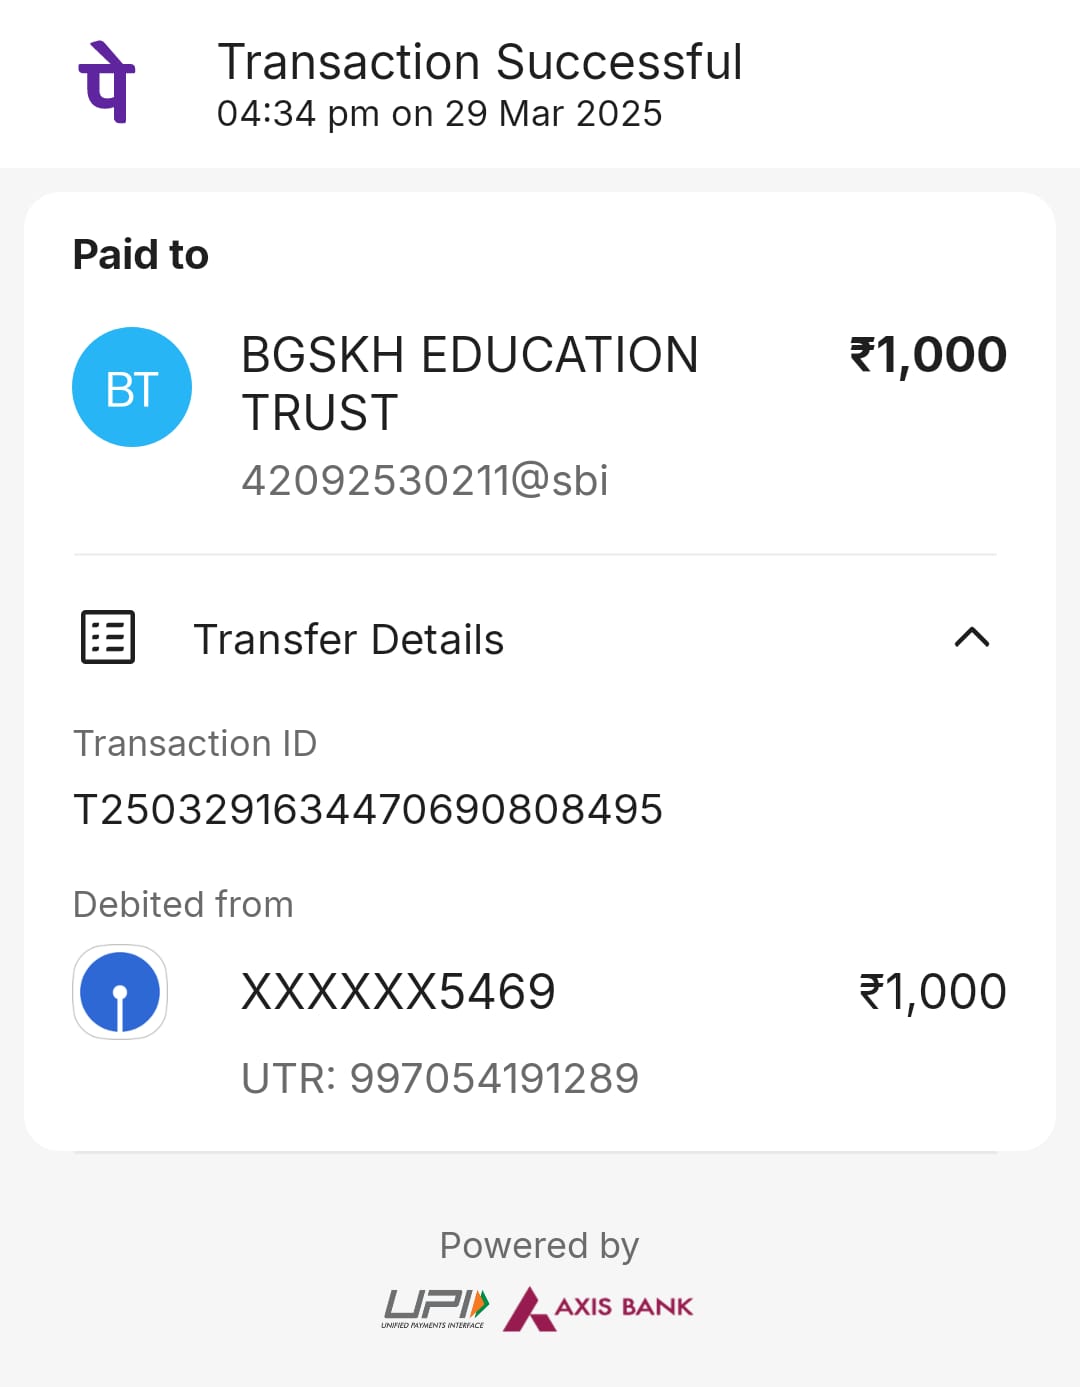 पे
Transaction Successful
04:34 pm on 29 Mar 2025
Paid to
BT
BGSKH EDUCATION
TRUST
₹1,000
42092530211@sbi
Transfer Details
Transaction ID
T2503291634470690808495
Debited from
XXXXXX5469
₹1,000
UTR: 997054191289
Powered by
UPI
UNIFIED PAYMENTS INTERFACE
AXIS BANK